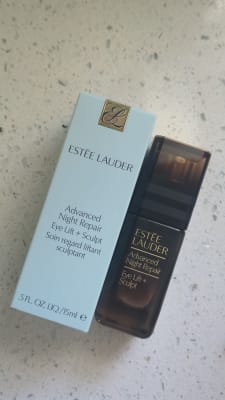 ESTĒE LAUDER
Advanced
Night Repair
Eye Lift + Sculpt
Soin regard liftant
sculptant
.5 FL. OZ. LIQ./15ml ℮
ESTĒE
LAUDER
Advanced
Night Repair
Eye Lift +
Sculpt